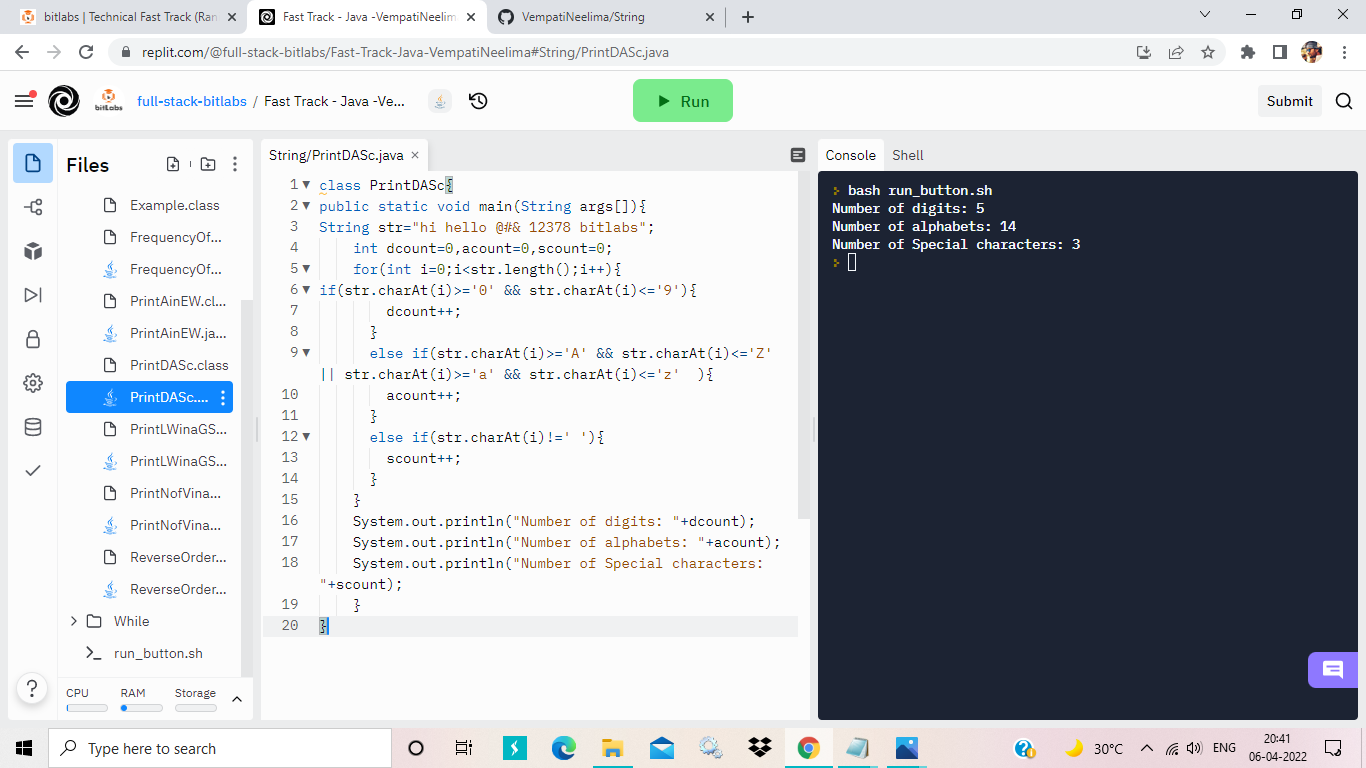 bitlabs | Technical Fast Track (Ran
Fast Track - Java -VempatiNeelim
VempatiNeelima/String
replit.com/@full-stack-bitlabs/Fast-Track-Java-VempatiNeelima#String/PrintDASc.java
bitLabs
full-stack-bitlabs / Fast Track - Java -Ve...
Run
Submit
Files
Example.class
FrequencyOf...
FrequencyOf...
PrintAinEW.cl...
PrintAinEW.ja...
PrintDASc.class
PrintDASc....
PrintLWinaGS...
PrintLWinaGS...
PrintNofVina...
PrintNofVina...
ReverseOrder...
ReverseOrder...
While
run_button.sh
CPU RAM Storage
String/PrintDASc.java
1 class PrintDASc{
2 public static void main(String args[]){
3 String str="hi hello @#& 12378 bitlabs";
4 int dcount=0,acount=0,scount=0;
5 for(int i=0;i<str.length();i++){
6 if(str.charAt(i)>='0' && str.charAt(i)<='9'){
7 dcount++;
8 }
9 else if(str.charAt(i)>='A' && str.charAt(i)<='Z'
|| str.charAt(i)>='a' && str.charAt(i)<='z'  ){
10 acount++;
11 }
12 else if(str.charAt(i)!=' '){
13 scount++;
14 }
15 }
16 System.out.println("Number of digits: "+dcount);
17 System.out.println("Number of alphabets: "+acount);
18 System.out.println("Number of Special characters:
"+scount);
19 }
20 }
Console Shell
bash run_button.sh
Number of digits: 5
Number of alphabets: 14
Number of Special characters: 3
Type here to search
30°C
ENG
20:41
06-04-2022